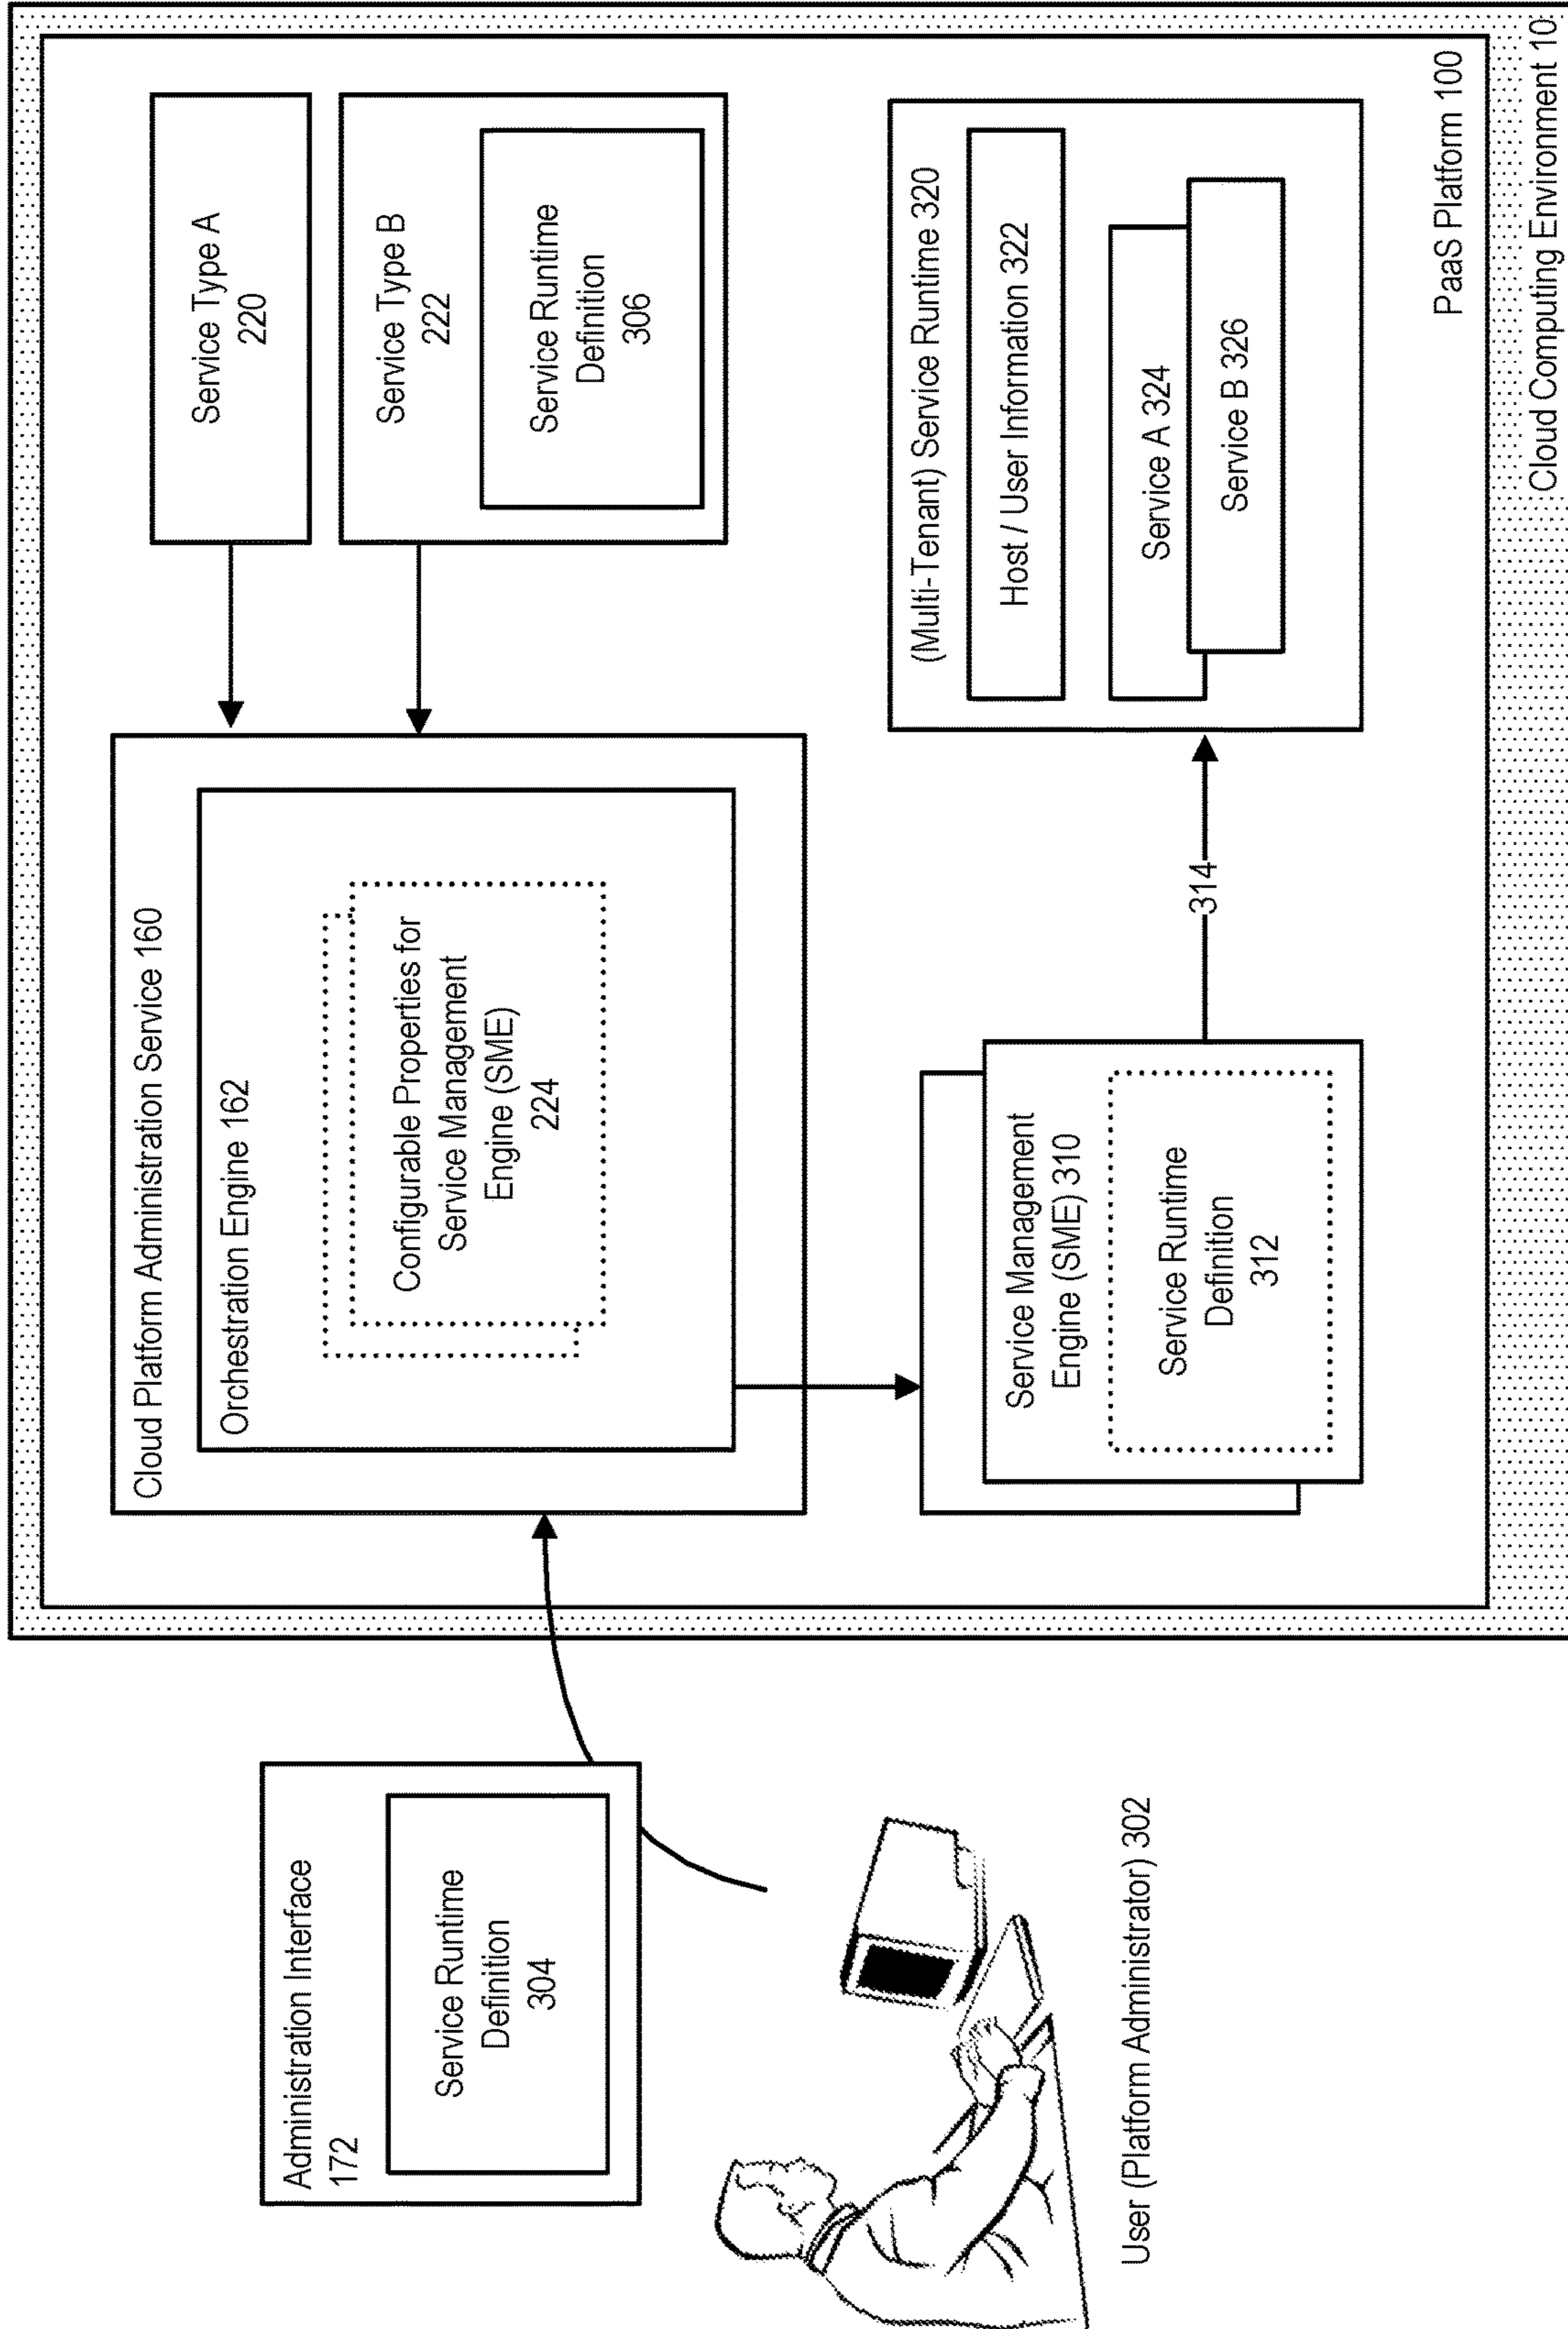 Administration Interface
172
Service Runtime
Definition
304
User (Platform Administrator) 302
Cloud Platform Administration Service 160
Orchestration Engine 162
Configurable Properties for
Service Management
Engine (SME)
224
Service Type A
220
Service Type B
222
Service Runtime
Definition
306
Service Management
Engine (SME) 310
Service Runtime
Definition
312
314
(Multi-Tenant) Service Runtime 320
Host / User Information 322
Service A 324
Service B 326
PaaS Platform 100
Cloud Computing Environment 10